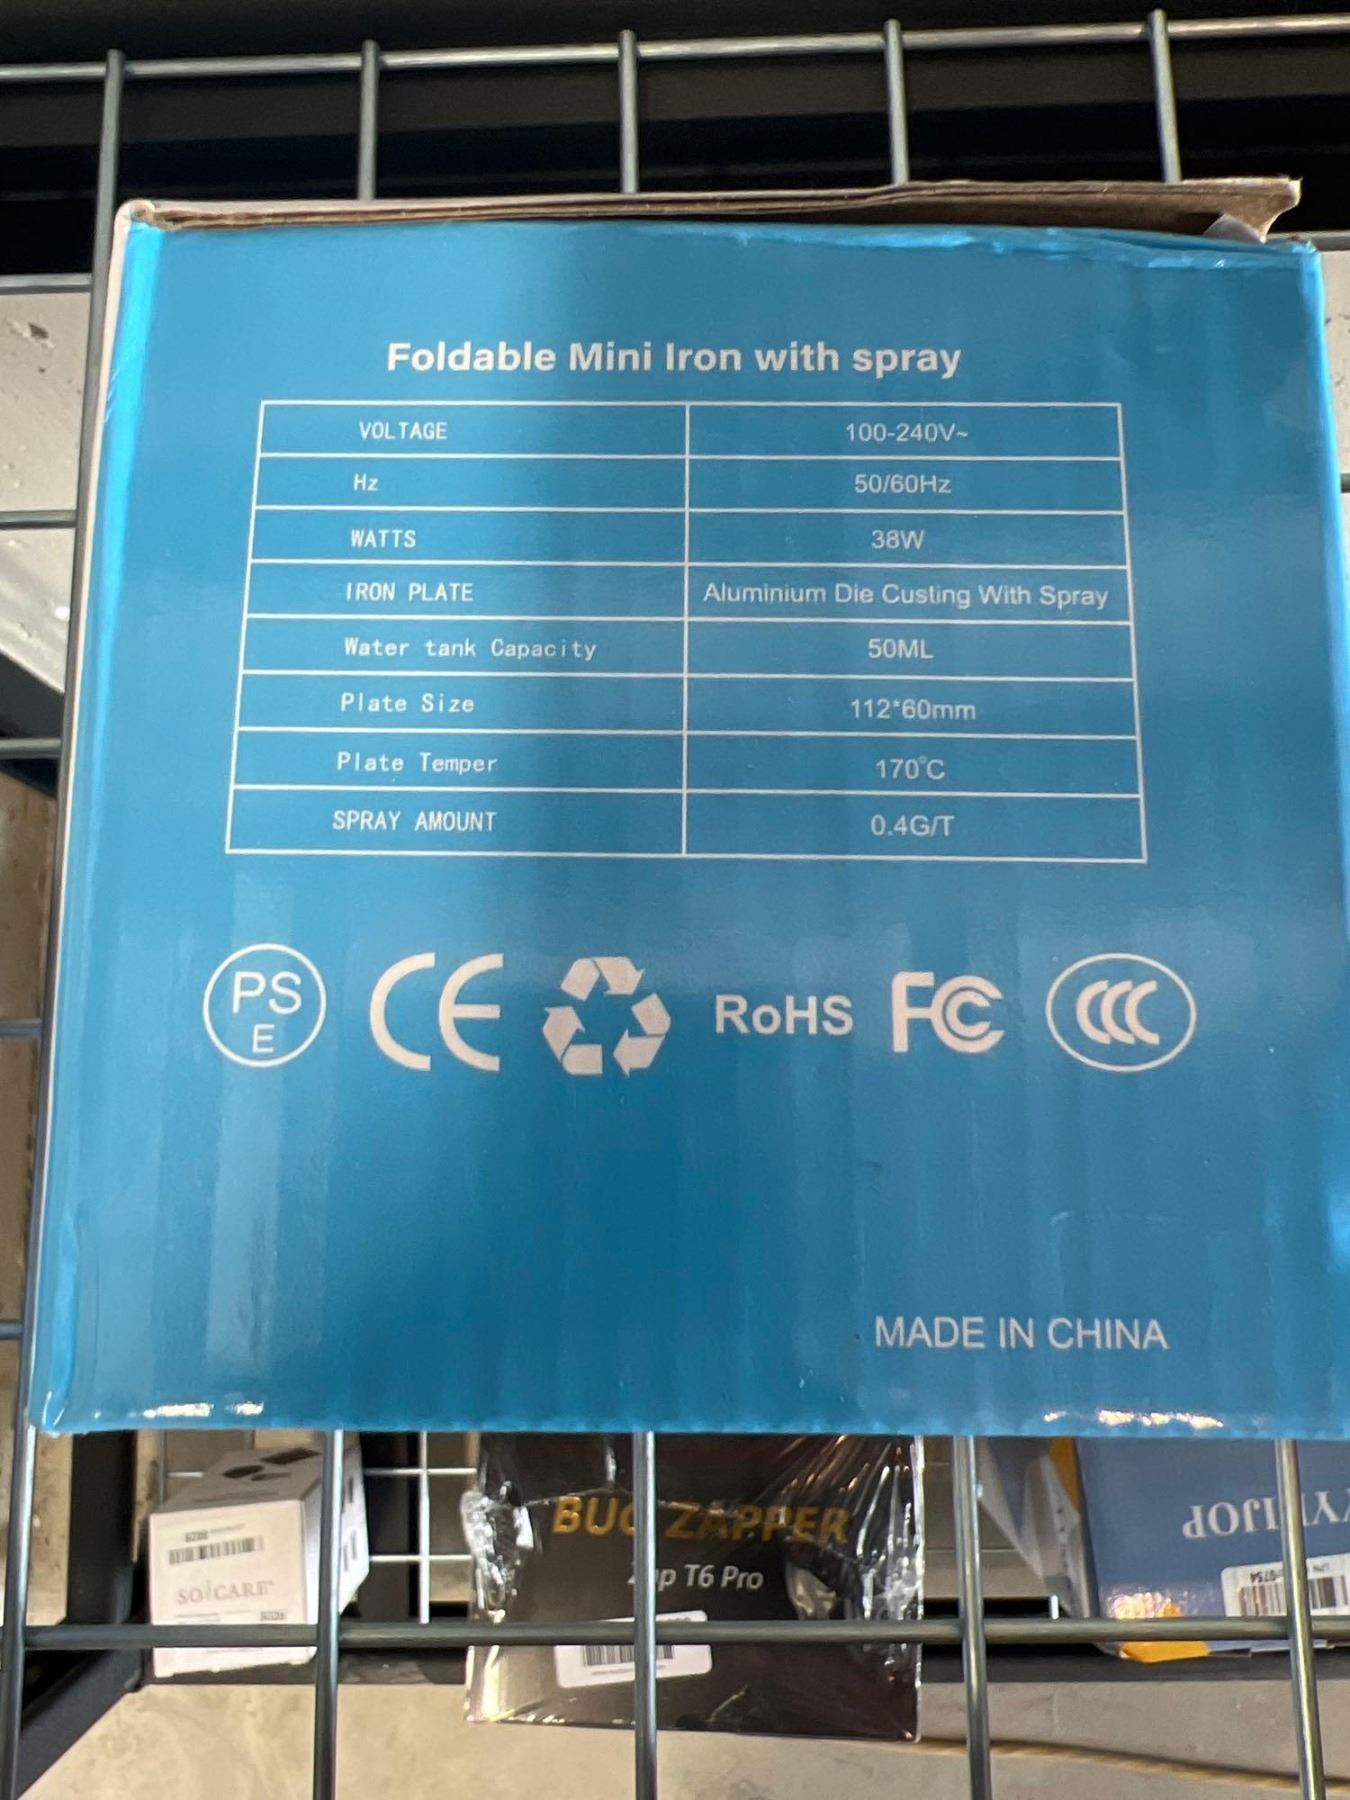 Foldable Mini Iron with spray
VOLTAGE 100-240V~
Hz 50/60Hz
WATTS 38W
IRON PLATE Aluminium Die Custing With Spray
Water tank Capacity 50ML
Plate Size 112*60mm
Plate Temper 170°C
SPRAY AMOUNT 0.4G/T
PS
E
CE
RoHS
FC
CCC
MADE IN CHINA
BUG ZAPPER
T6 Pro